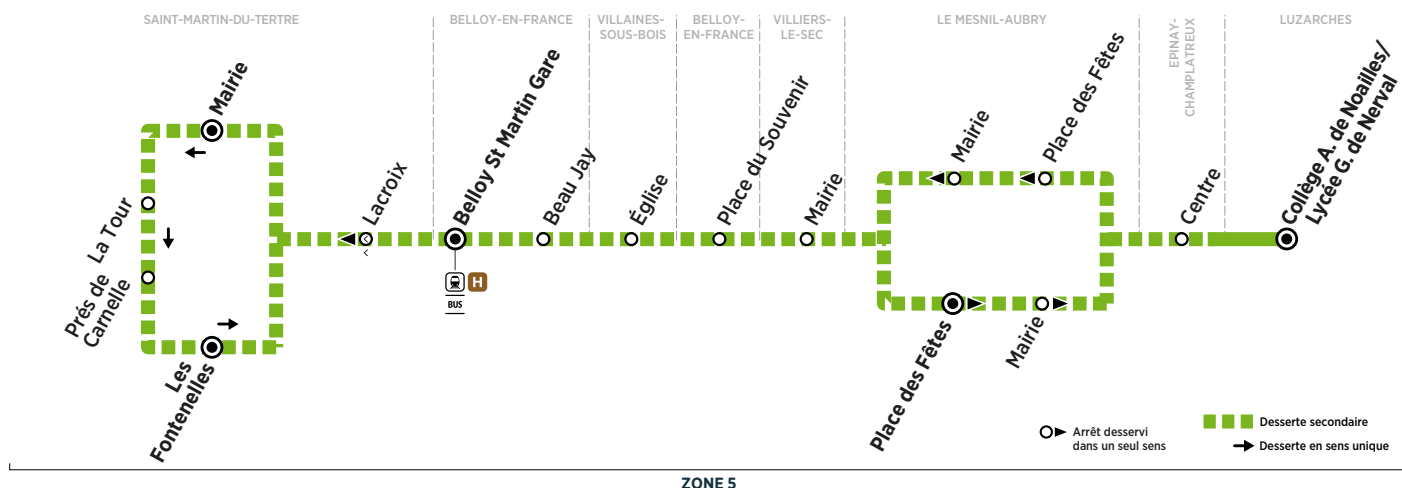 SAINT-MARTIN-DU-TERTRE
BELLOY-EN-FRANCE
VILLAINES-
SOUS-BOIS
BELLOY-
EN-FRANCE
VILLIERS-
LE-SEC
LE MESNIL-AUBRY
EPINAY-
CHAMPLATREUX
LUZARCHES
Mairie
La Tour
Prés de
Carnelle
Les
Fontenelles
Lacroix
Belloy St Martin Gare
H
BUS
Beau Jay
Église
Place du Souvenir
Mairie
Mairie
Place des Fêtes
Place des Fêtes
Mairie
Centre
Collège A. de Noailles/
Lycée G. de Nerval
Arrêt desservi
dans un seul sens
Desserte secondaire
Desserte en sens unique
ZONE 5